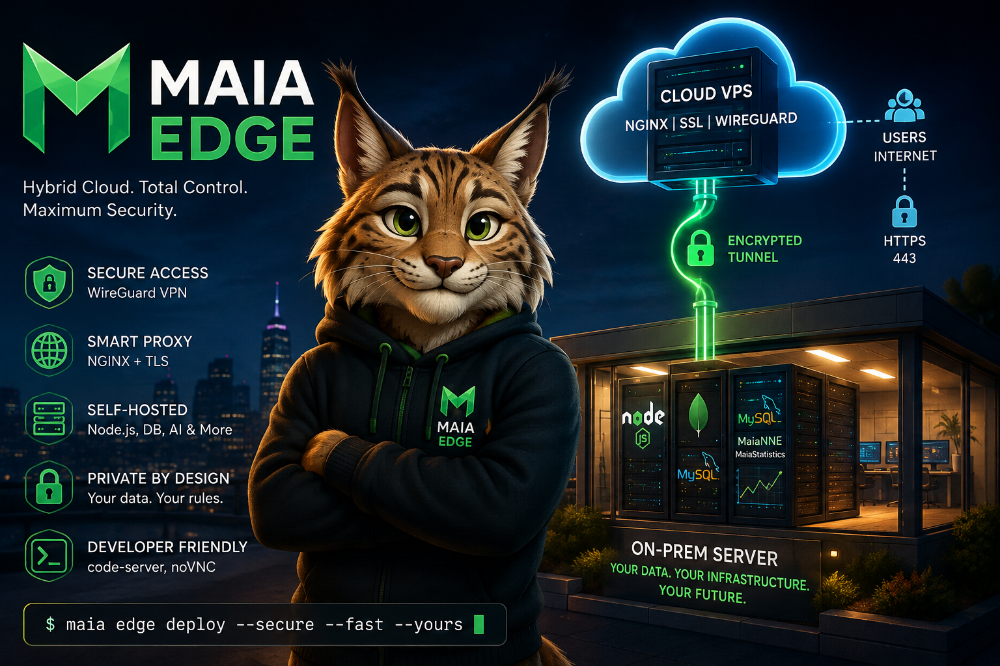 MAIA
EDGE
Hybrid Cloud. Total Control.
Maximum Security.
SECURE ACCESS
WireGuard VPN
SMART PROXY
NGINX + TLS
SELF-HOSTED
Node.js, DB, AI & More
PRIVATE BY DESIGN
Your data. Your rules.
DEVELOPER FRIENDLY
code-server, noVNC
$ maia edge deploy --secure --fast --yours
MAIA
EDGE
CLOUD VPS
NGINX | SSL | WIREGUARD
USERS
INTERNET
HTTPS
443
ENCRYPTED
TUNNEL
node
JS
MySQL
MySQL
MaiaNNE
MaiaStatistics
ON-PREM SERVER
YOUR DATA. YOUR INFRASTRUCTURE.
YOUR FUTURE.